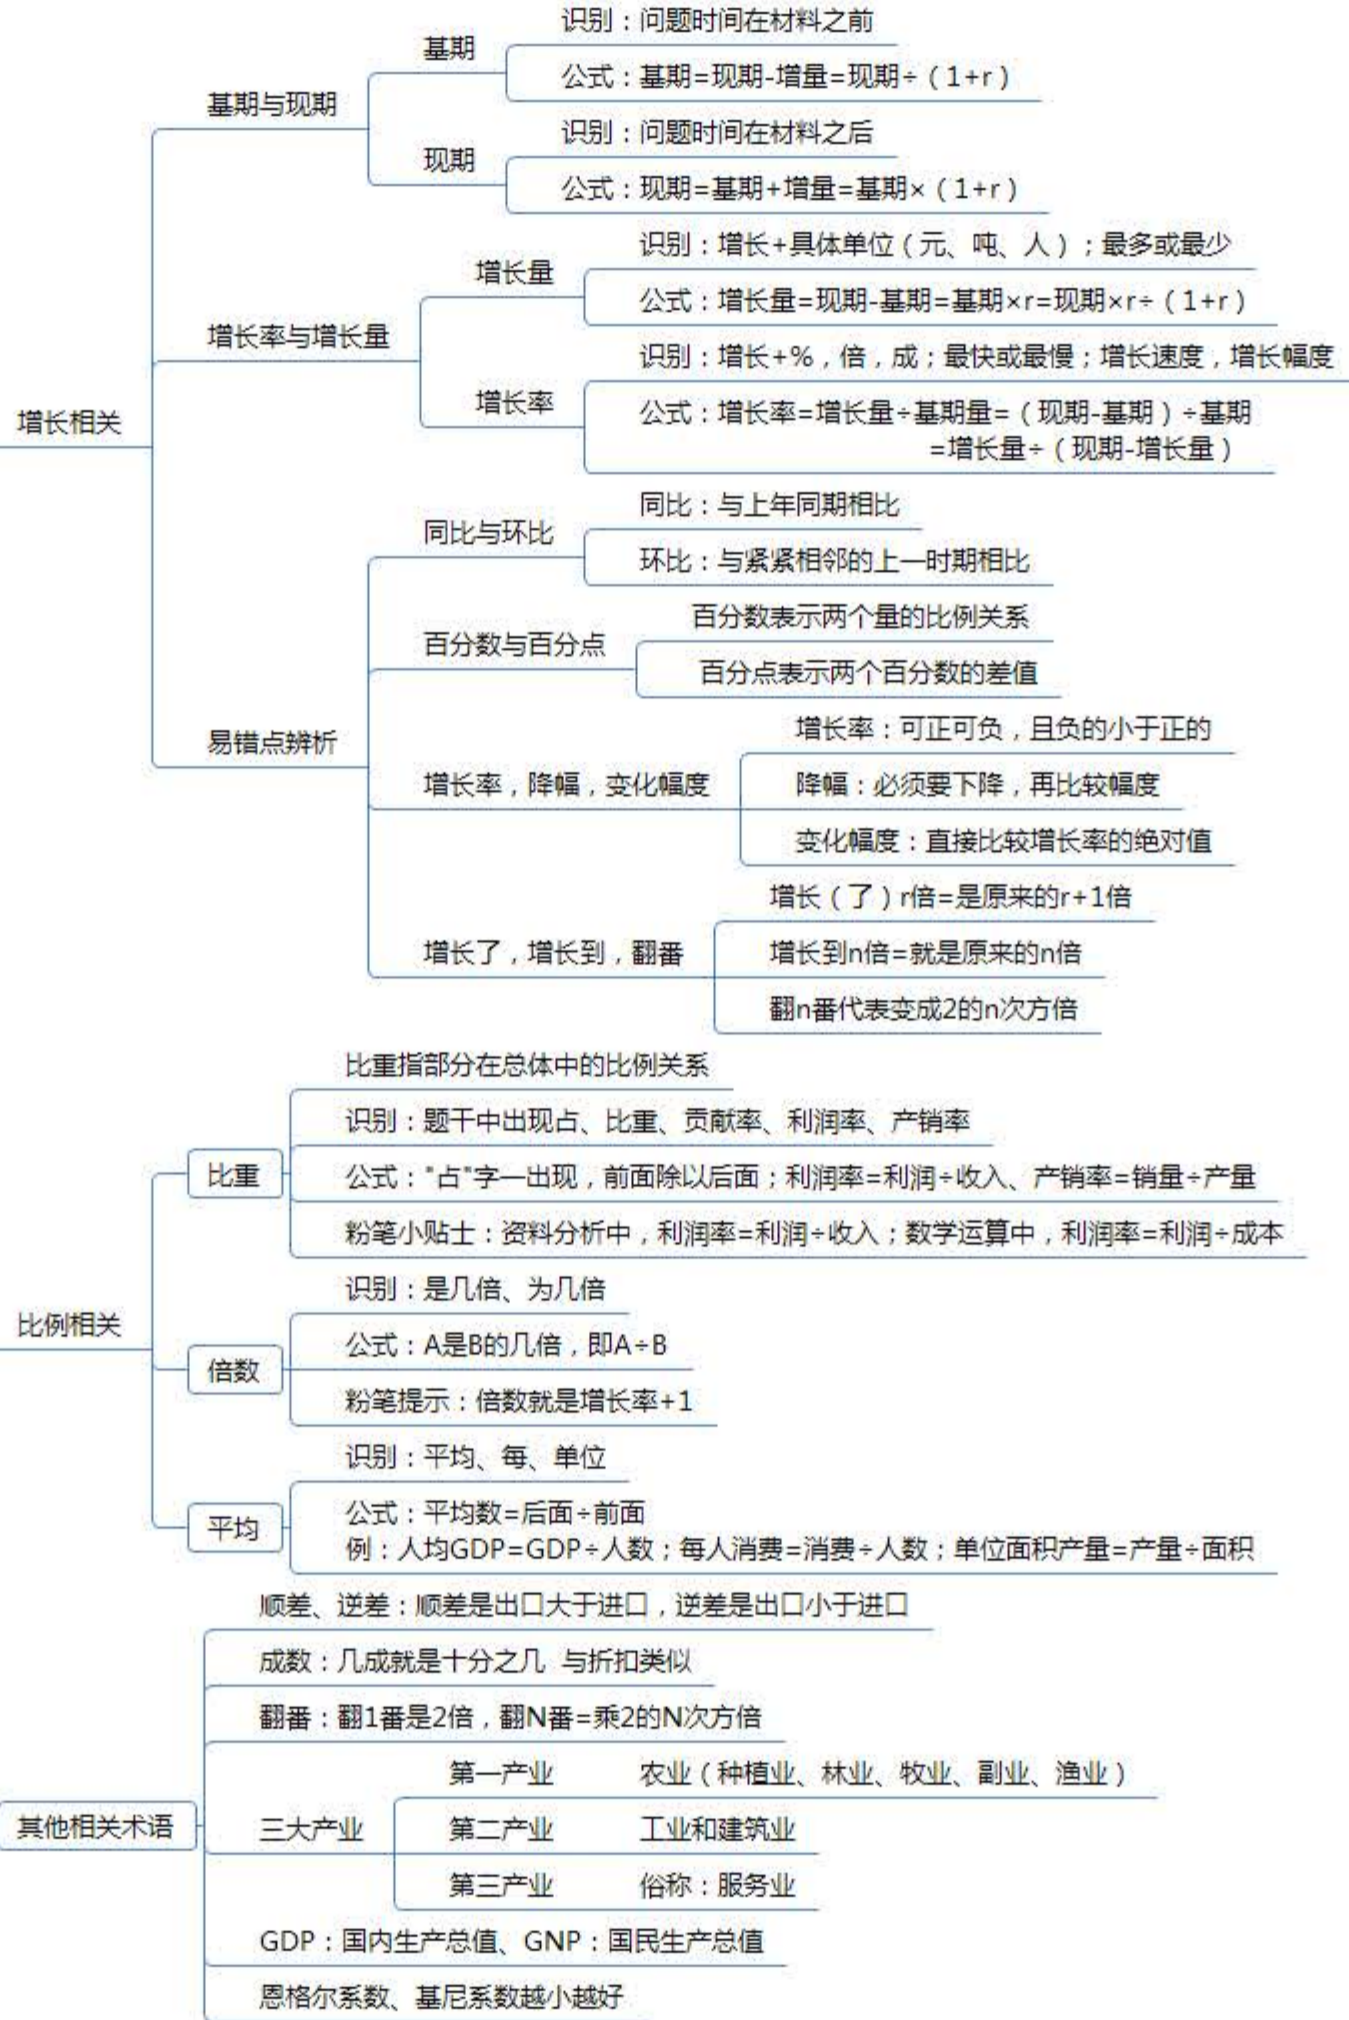 识别：问题时间在材料之前
基期
公式：基期=现期-增量=现期÷（1+r）
基期与现期
识别：问题时间在材料之后
现期
公式：现期=基期+增量=基期×（1+r）
识别：增长+具体单位（元、吨、人）；最多或最少
增长量
公式：增长量=现期-基期=基期×r=现期×r÷（1+r）
增长率与增长量
识别：增长+%，倍，成；最快或最慢；增长速度，增长幅度
增长率
公式：增长率=增长量÷基期量=（现期-基期）÷基期
=增长量÷（现期-增长量）
增长相关
同比：与上年同期相比
同比与环比
环比：与紧紧相邻的上一时期相比
百分数表示两个量的比例关系
百分数与百分点
百分点表示两个百分数的差值
易错点辨析
增长率：可正可负，且负的小于正的
增长率，降幅，变化幅度
降幅：必须要下降，再比较幅度
变化幅度：直接比较增长率的绝对值
增长（了）r倍=是原来的r+1倍
增长了，增长到，翻番
增长到n倍=就是原来的n倍
翻n番代表变成2的n次方倍
比重指部分在总体中的比例关系
识别：题干中出现占、比重、贡献率、利润率、产销率
比重
公式："占"字一出现，前面除以后面；利润率=利润÷收入、产销率=销量÷产量
粉笔小贴士：资料分析中，利润率=利润÷收入；数学运算中，利润率=利润÷成本
识别：是几倍、为几倍
比例相关
公式：A是B的几倍，即A÷B
倍数
粉笔提示：倍数就是增长率+1
识别：平均、每、单位
平均
公式：平均数=后面÷前面
例：人均GDP=GDP÷人数；每人消费=消费÷人数；单位面积产量=产量÷面积
顺差、逆差：顺差是出口大于进口，逆差是出口小于进口
成数：几成就是十分之几 与折扣类似
翻番：翻1番是2倍，翻N番=乘2的N次方倍
第一产业 农业（种植业、林业、牧业、副业、渔业）
其他相关术语
三大产业
第二产业 工业和建筑业
第三产业 俗称：服务业
GDP：国内生产总值、GNP：国民生产总值
恩格尔系数、基尼系数越小越好